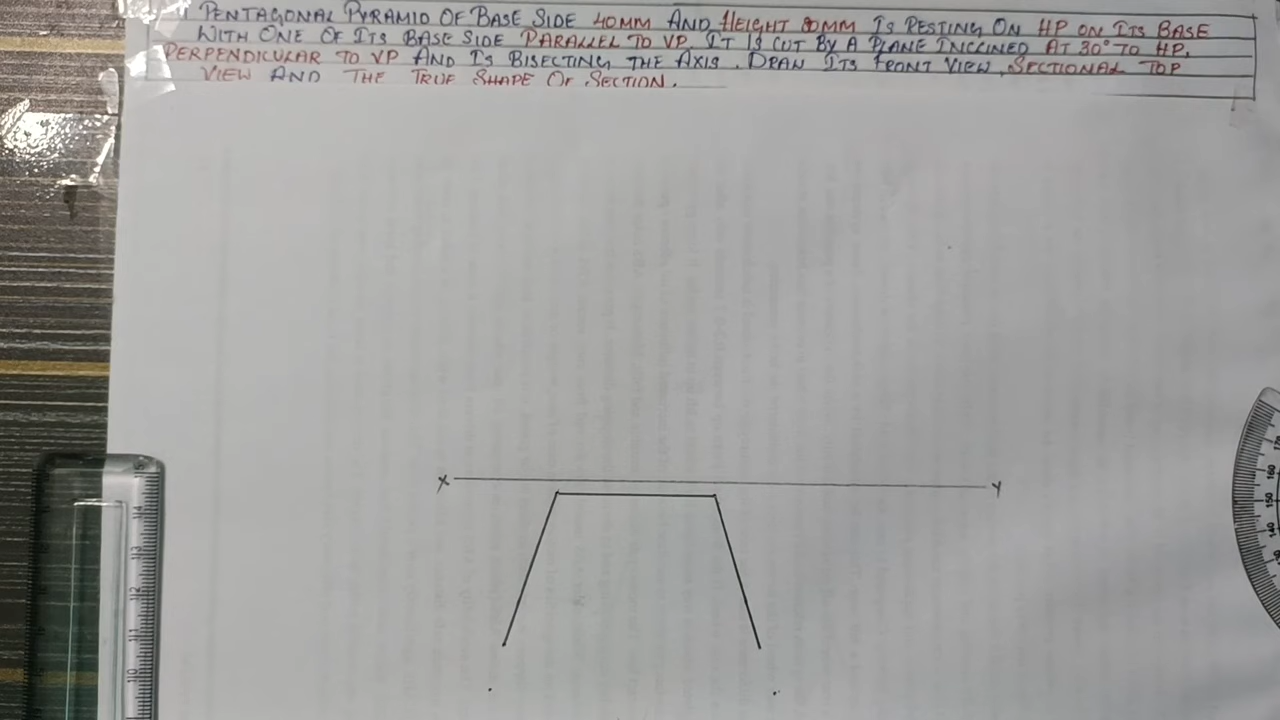 PENTAGONAL PYRAMID OF BASE SIDE 40MM AND HEIGHT 80MM IS RESTING ON HP ON ITS BASE
WITH ONE OF ITS BASE SIDE PARALLEL TO VP. IT IS CUT BY A PLANE INCLINED AT 30° TO HP,
PERPENDICULAR TO VP AND IS BISECTING THE AXIS. DRAW ITS FRONT VIEW, SECTIONAL TOP
VIEW AND THE TRUE SHAPE OF SECTION.
X Y